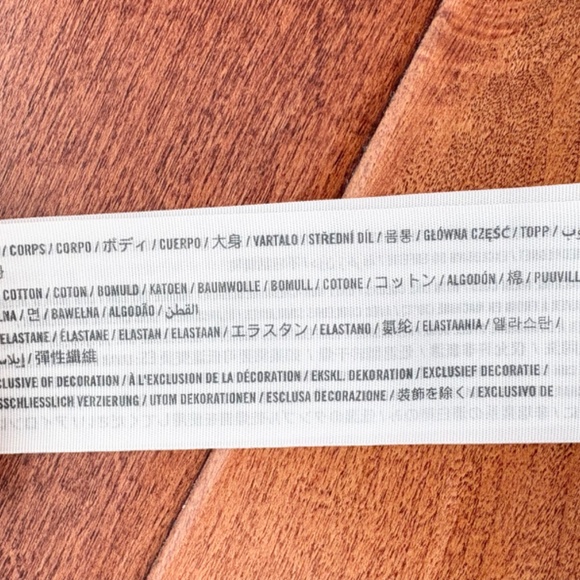 / CORPS / CORPO / ボディ / CUERPO / 大身 / VARTALO / STŘEDNÍ DÍL / 몸통 / GŁÓWNA CZĘŚĆ / TOPP /
COTTON / COTON / BOMULD / KATOEN / BAUMWOLLE / BOMULL / COTONE / コットン / ALGODÓN / 棉 / PUUVILL
LNA / 면 / BAWEŁNA / ALGODÃO / القطن
ELASTANE / ÉLASTANE / ELASTAN / ELASTAAN / エラスタン / ELASTANO / 氨纶 / ELASTAANIA / 엘라스탄 /
/ 彈性纖維
CLUSIVE OF DECORATION / À L'EXCLUSION DE LA DÉCORATION / EKSKL. DEKORATION / EXCLUSIEF DECORATIE /
SSCHLIESSLICH VERZIERUNG / UTOM DEKORATIONEN / ESCLUSA DECORAZIONE / 装飾を除く / EXCLUSIVO DE